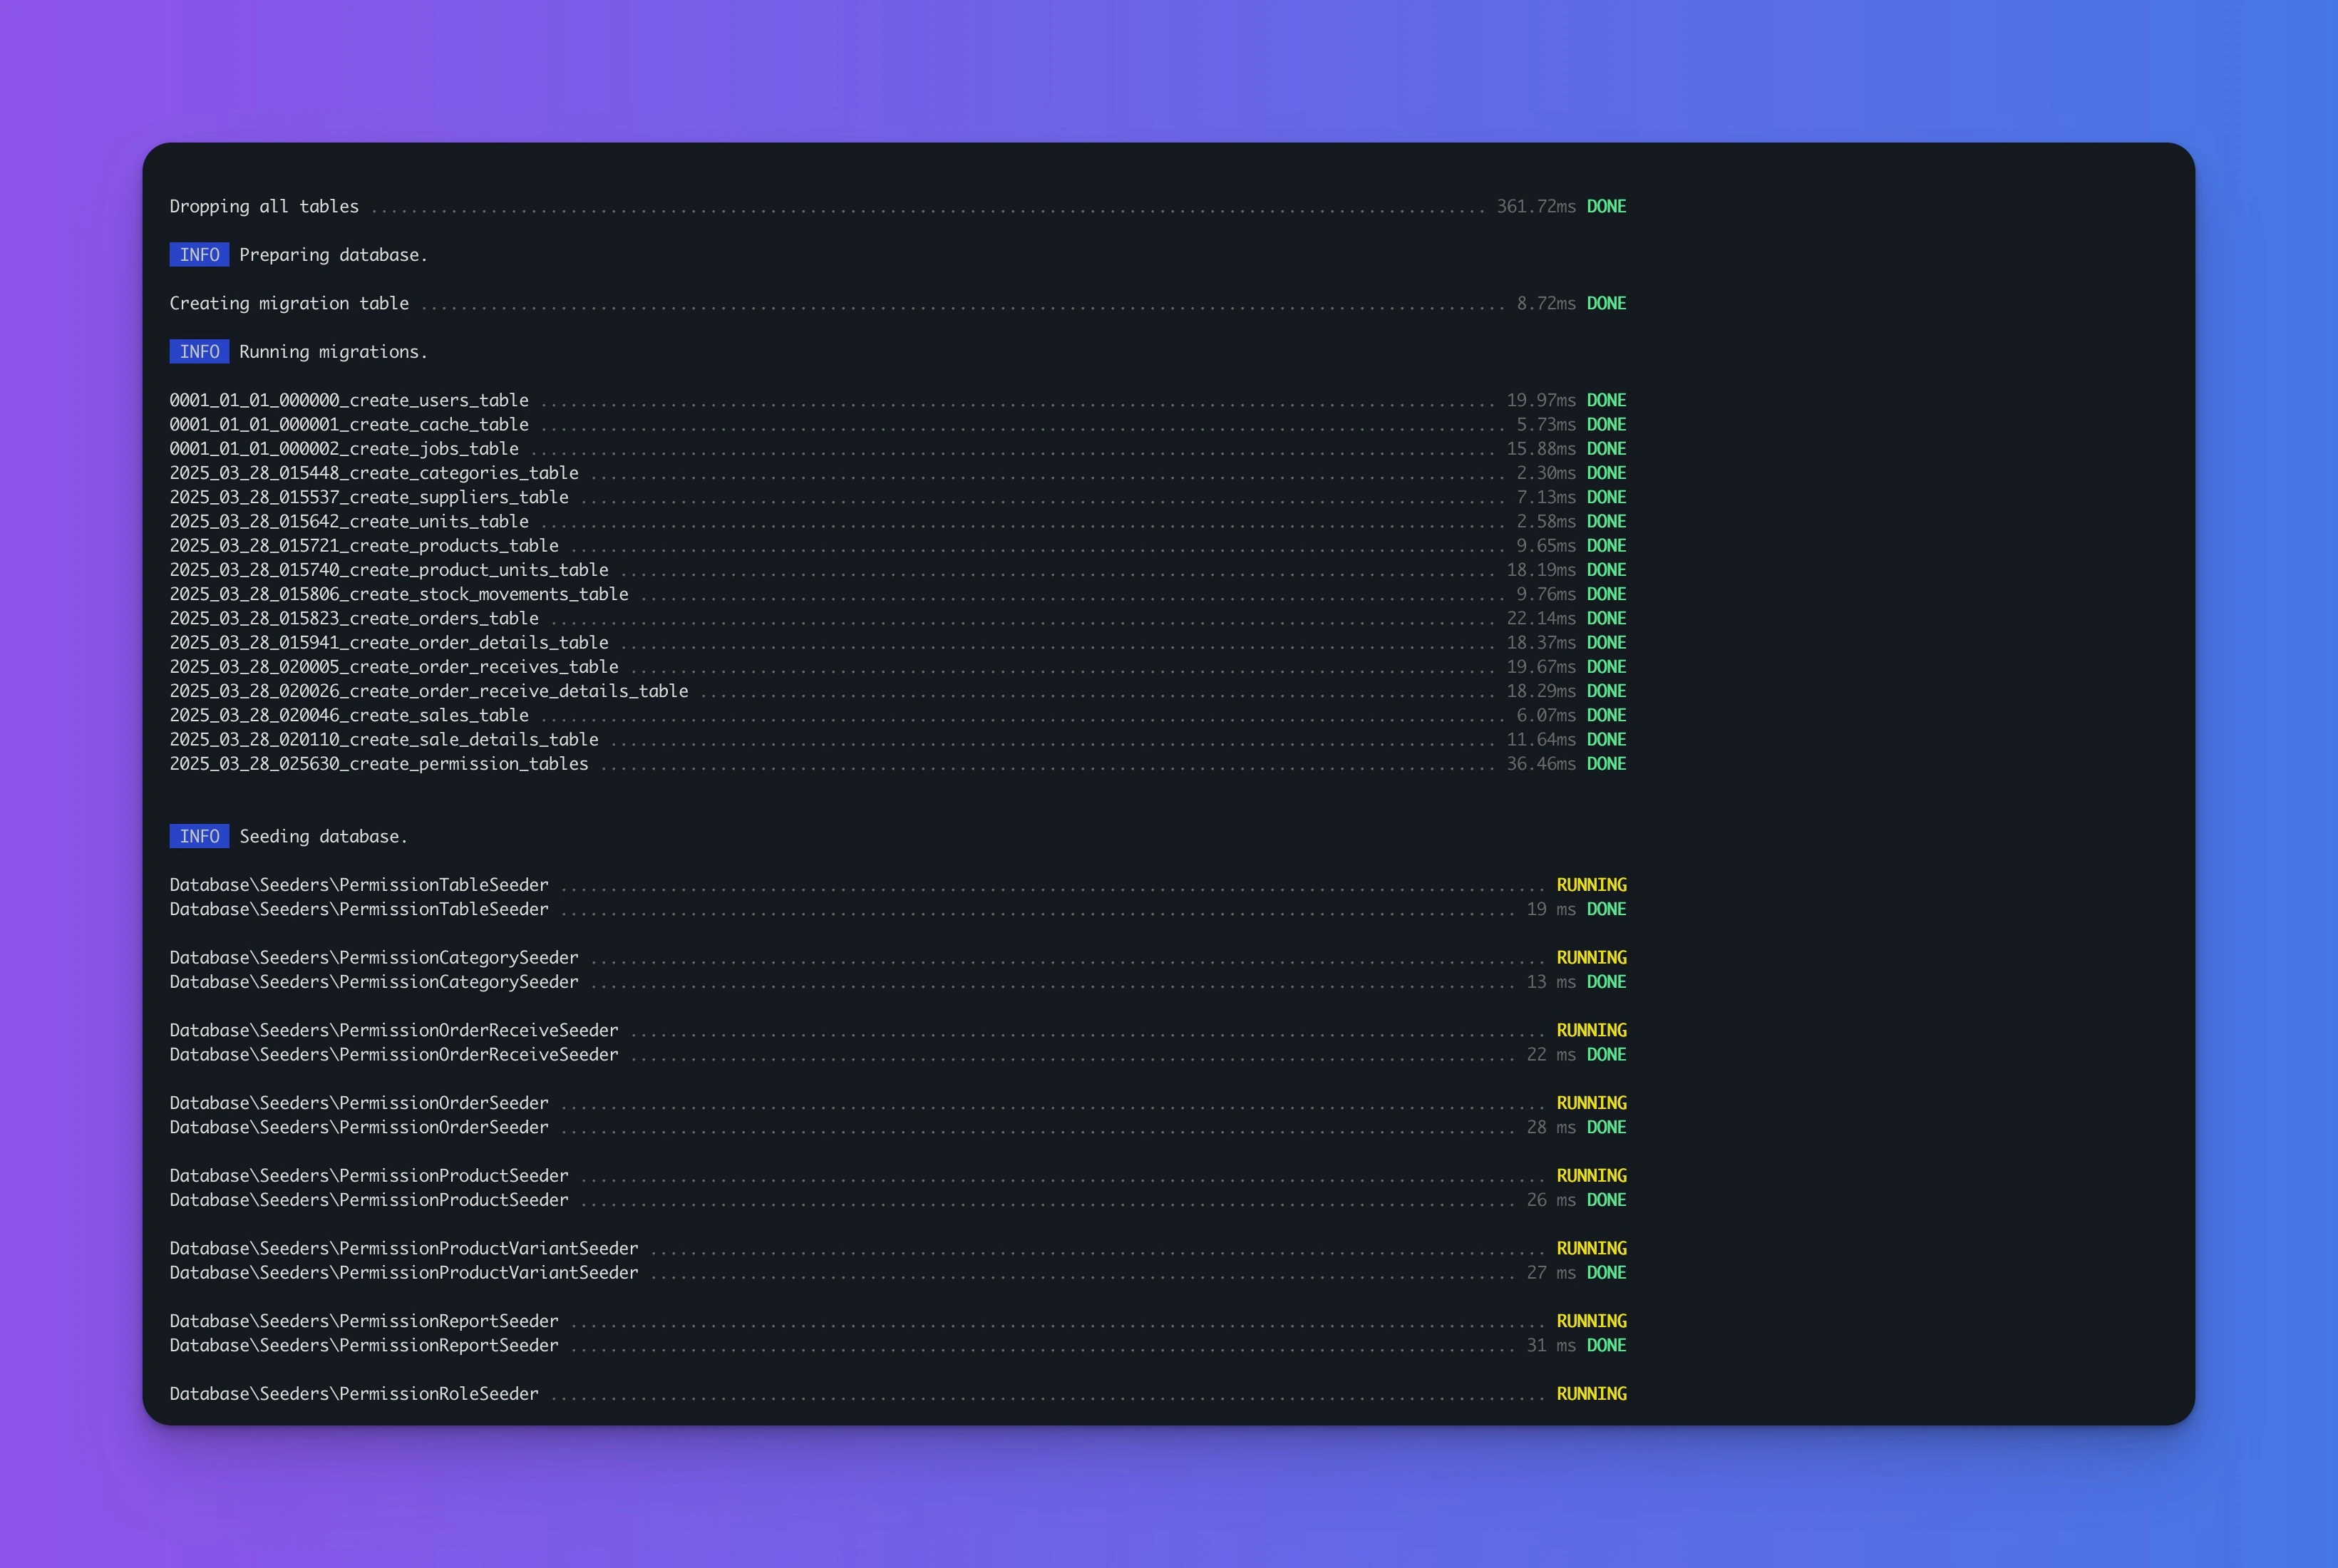 Dropping all tables ................................................................................................................ 361.72ms DONE
INFO Preparing database.
Creating migration table ............................................................................................................. 8.72ms DONE
INFO Running migrations.
0001_01_01_000000_create_users_table ................................................................................................ 19.97ms DONE
0001_01_01_000001_create_cache_table ................................................................................................. 5.73ms DONE
0001_01_01_000002_create_jobs_table ................................................................................................. 15.88ms DONE
2025_03_28_015448_create_categories_table ............................................................................................ 2.30ms DONE
2025_03_28_015537_create_suppliers_table ............................................................................................. 7.13ms DONE
2025_03_28_015642_create_units_table ................................................................................................. 2.58ms DONE
2025_03_28_015721_create_products_table .............................................................................................. 9.65ms DONE
2025_03_28_015740_create_product_units_table ........................................................................................ 18.19ms DONE
2025_03_28_015806_create_stock_movements_table ....................................................................................... 9.76ms DONE
2025_03_28_015823_create_orders_table ............................................................................................... 22.14ms DONE
2025_03_28_015941_create_order_details_table ........................................................................................ 18.37ms DONE
2025_03_28_020005_create_order_receives_table ....................................................................................... 19.67ms DONE
2025_03_28_020026_create_order_receive_details_table ................................................................................ 18.29ms DONE
2025_03_28_020046_create_sales_table ................................................................................................. 6.07ms DONE
2025_03_28_020110_create_sale_details_table ......................................................................................... 11.64ms DONE
2025_03_28_025630_create_permission_tables .......................................................................................... 36.46ms DONE
INFO Seeding database.
Database\Seeders\PermissionTableSeeder ................................................................................................... RUNNING
Database\Seeders\PermissionTableSeeder ................................................................................................ 19 ms DONE
Database\Seeders\PermissionCategorySeeder ................................................................................................ RUNNING
Database\Seeders\PermissionCategorySeeder ............................................................................................. 13 ms DONE
Database\Seeders\PermissionOrderReceiveSeeder ............................................................................................ RUNNING
Database\Seeders\PermissionOrderReceiveSeeder ......................................................................................... 22 ms DONE
Database\Seeders\PermissionOrderSeeder ................................................................................................... RUNNING
Database\Seeders\PermissionOrderSeeder ................................................................................................ 28 ms DONE
Database\Seeders\PermissionProductSeeder ................................................................................................. RUNNING
Database\Seeders\PermissionProductSeeder .............................................................................................. 26 ms DONE
Database\Seeders\PermissionProductVariantSeeder .......................................................................................... RUNNING
Database\Seeders\PermissionProductVariantSeeder ....................................................................................... 27 ms DONE
Database\Seeders\PermissionReportSeeder .................................................................................................. RUNNING
Database\Seeders\PermissionReportSeeder ............................................................................................... 31 ms DONE
Database\Seeders\PermissionRoleSeeder .................................................................................................... RUNNING